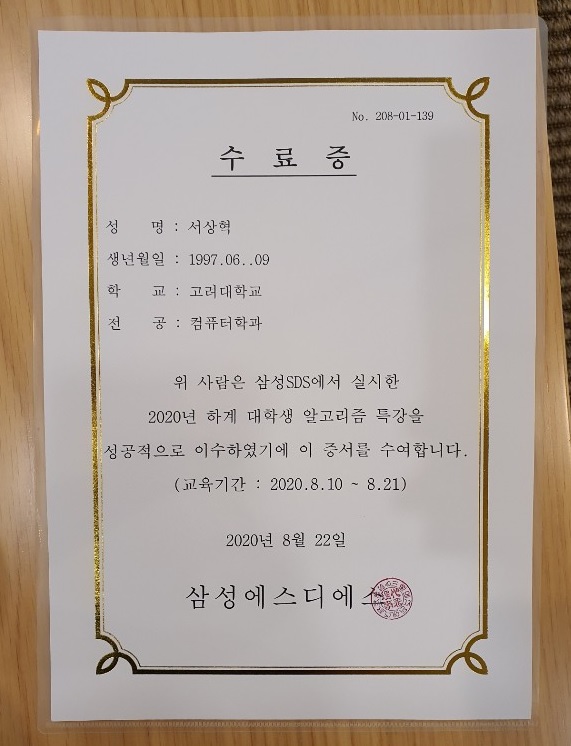 No. 208-01-139
수 료 증
성 명 : 서상혁
생년월일 : 1997.06..09
학 교 : 고려대학교
전 공 : 컴퓨터학과
위 사람은 삼성SDS에서 실시한
2020년 하계 대학생 알고리즘 특강을
성공적으로 이수하였기에 이 증서를 수여합니다.
(교육기간 : 2020.8.10 ~ 8.21)
2020년 8월 22일
삼성에스디에스